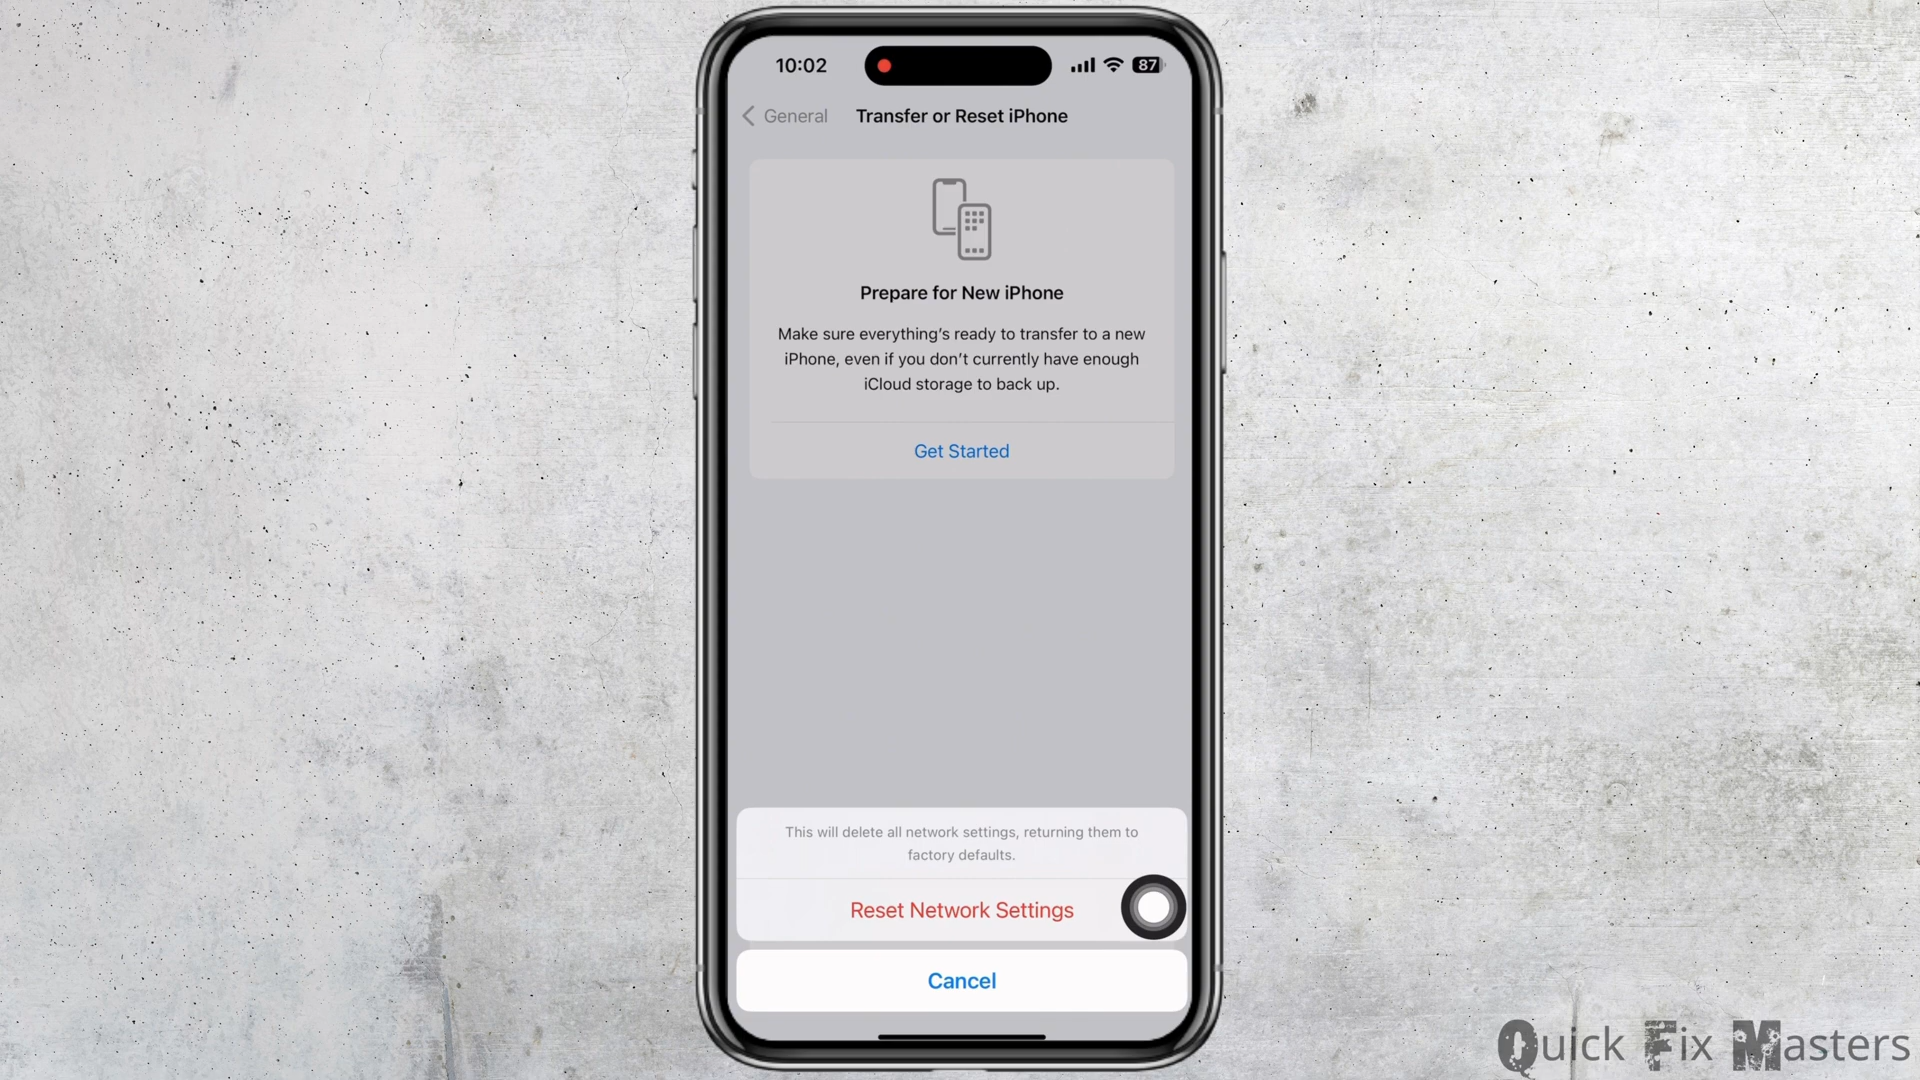 10:02
87
General
Transfer or Reset iPhone
Prepare for New iPhone
Make sure everything's ready to transfer to a new
iPhone, even if you don't currently have enough
iCloud storage to back up.
Get Started
This will delete all network settings, returning them to
factory defaults.
Reset Network Settings
Cancel
Quick Fix Masters